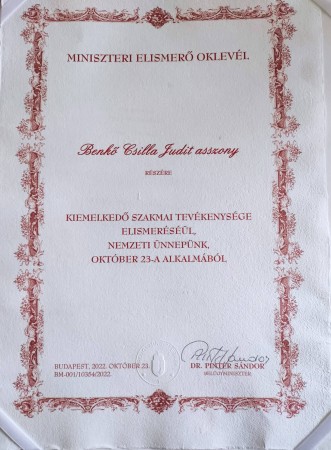 MINISZTERI ELISMERŐ OKLEVÉL
Benkő Csilla Judit asszony
RÉSZÉRE
KIEMELKEDŐ SZAKMAI TEVÉKENYSÉGE
ELISMERÉSÉÜL,
NEMZETI ÜNNEPÜNK,
OKTÓBER 23-A ALKALMÁBÓL
BUDAPEST, 2022. OKTÓBER 23.
BM-001/10354/2022.
DR. PINTÉR SÁNDOR
BELÜGYMINISZTER